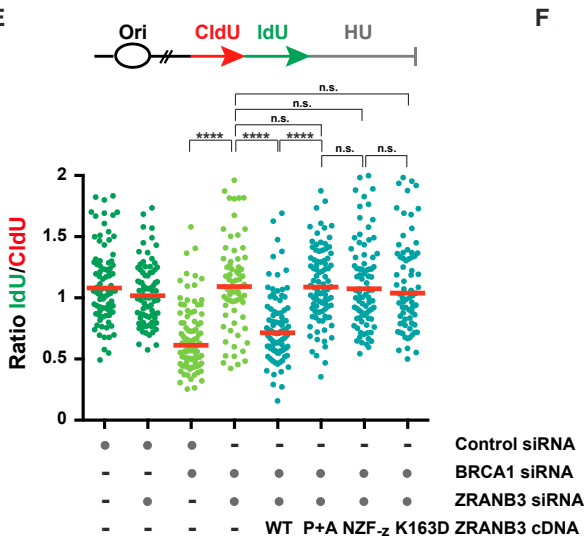 E
F
Ori
CldU
IdU
HU
n.s.
n.s.
n.s.
**** **** ****
n.s. n.s.
Ratio IdU/CldU
2
1.5
1
0.5
0
- - - - - Control siRNA
- - BRCA1 siRNA
- - ZRANB3 siRNA
- - - - WT P+A NZF-z K163D ZRANB3 cDNA